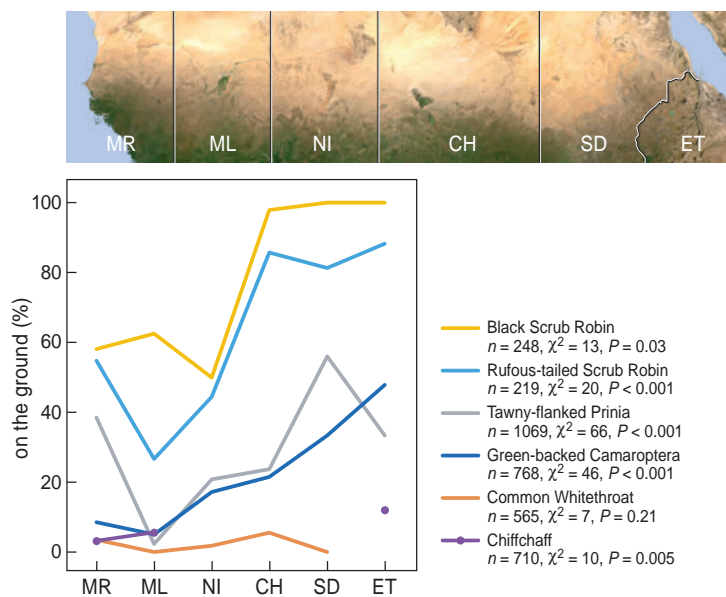 MR ML NI CH SD ET
on the ground (%)
100
80
60
40
20
0
MR ML NI CH SD ET
Black Scrub Robin
n = 248, χ² = 13, P = 0.03
Rufous-tailed Scrub Robin
n = 219, χ² = 20, P < 0.001
Tawny-flanked Prinia
n = 1069, χ² = 66, P < 0.001
Green-backed Camaroptera
n = 768, χ² = 46, P < 0.001
Common Whitethroat
n = 565, χ² = 7, P = 0.21
Chiffchaff
n = 710, χ² = 10, P = 0.005